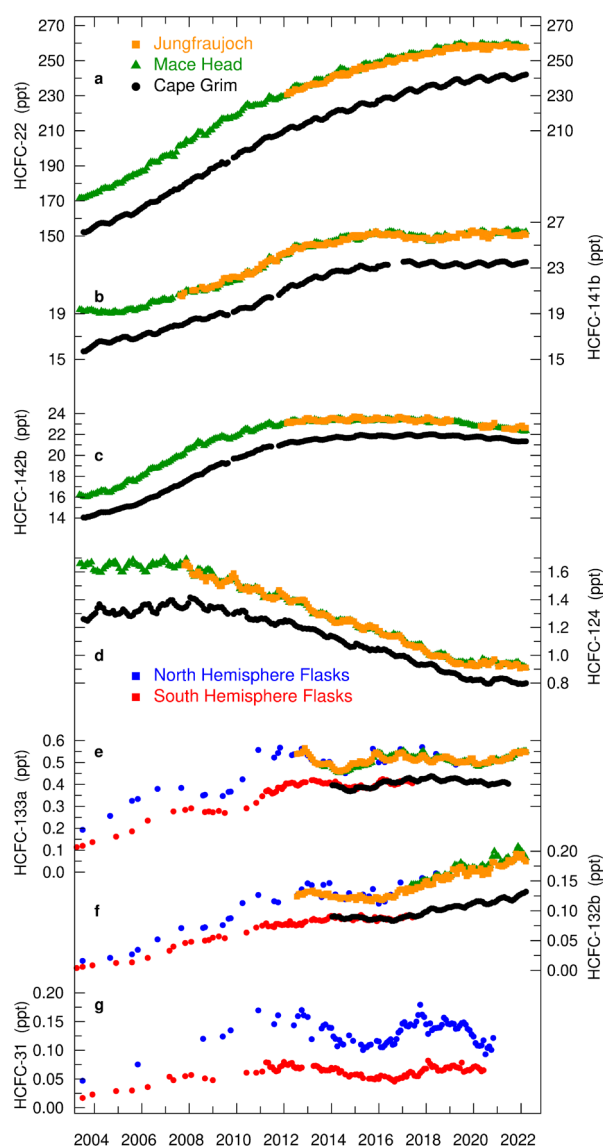 270
250
230
210
190
170
150
HCFC-22 (ppt)
Jungfraujoch
Mace Head
Cape Grim
a
270
250
230
210
19
15
b
27
23
19
15
HCFC-141b (ppt)
24
22
20
18
16
14
HCFC-142b (ppt)
c
1.6
1.4
1.2
1.0
0.8
HCFC-124 (ppt)
d
North Hemisphere Flasks
South Hemisphere Flasks
0.6
0.5
0.4
0.3
0.2
0.1
0.0
HCFC-133a (ppt)
e
0.20
0.15
0.10
0.05
0.00
HCFC-132b (ppt)
f
0.20
0.15
0.10
0.05
0.00
HCFC-31 (ppt)
g
2004 2006 2008 2010 2012 2014 2016 2018 2020 2022